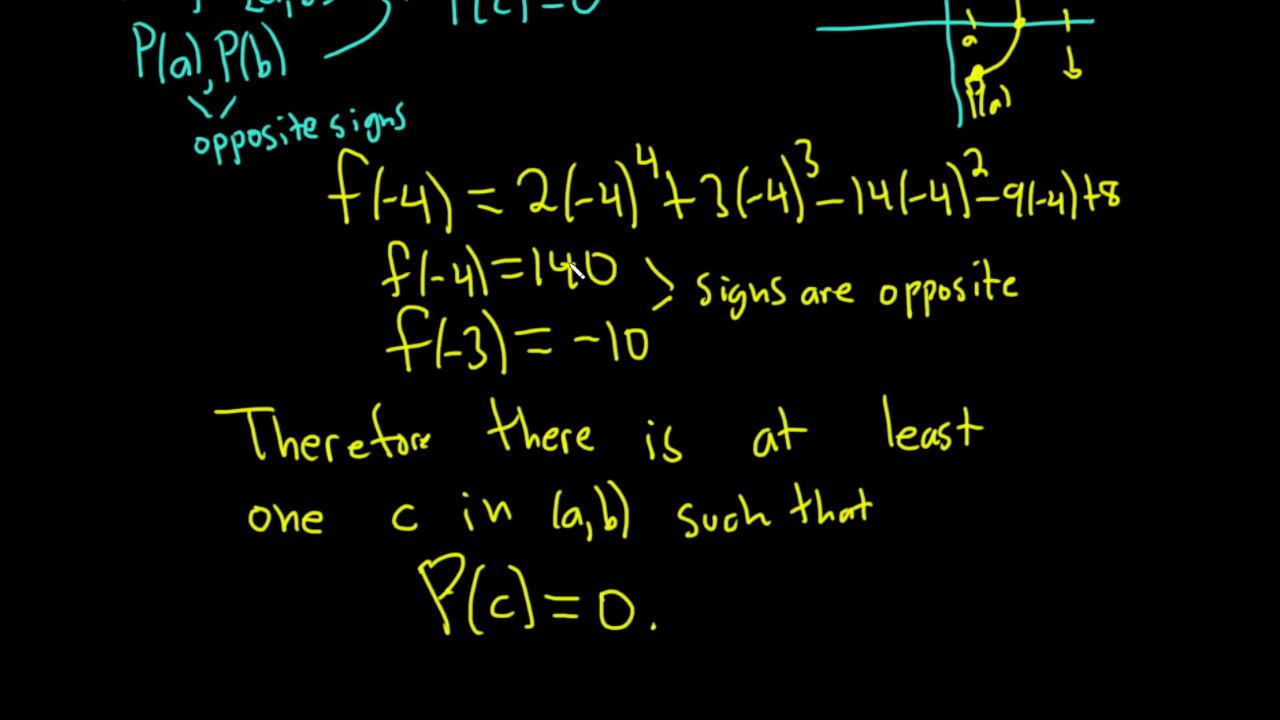 P(c)=0
P(a), P(b)
opposite signs
a
b
P(a)
f(-4) = 2(-4)^4 + 3(-4)^3 - 14(-4)^2 - 9(-4) + 8
f(-4) = 140
signs are opposite
f(-3) = -10
Therefore there is at least
one c in (a,b) such that
P(c) = 0.